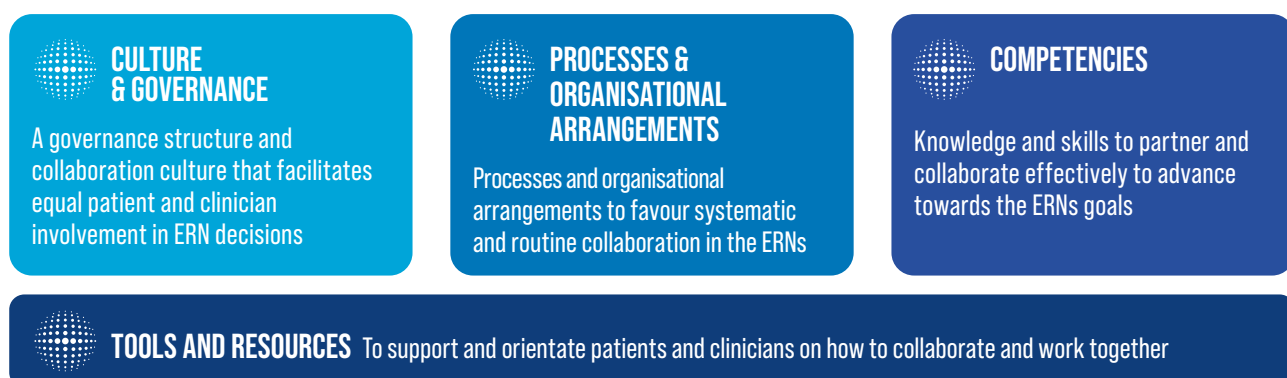 CULTURE
& GOVERNANCE
A governance structure and
collaboration culture that facilitates
equal patient and clinician
involvement in ERN decisions
PROCESSES &
ORGANISATIONAL
ARRANGEMENTS
Processes and organisational
arrangements to favour systematic
and routine collaboration in the ERNs
COMPETENCIES
Knowledge and skills to partner and
collaborate effectively to advance
towards the ERNs goals
TOOLS AND RESOURCES To support and orientate patients and clinicians on how to collaborate and work together